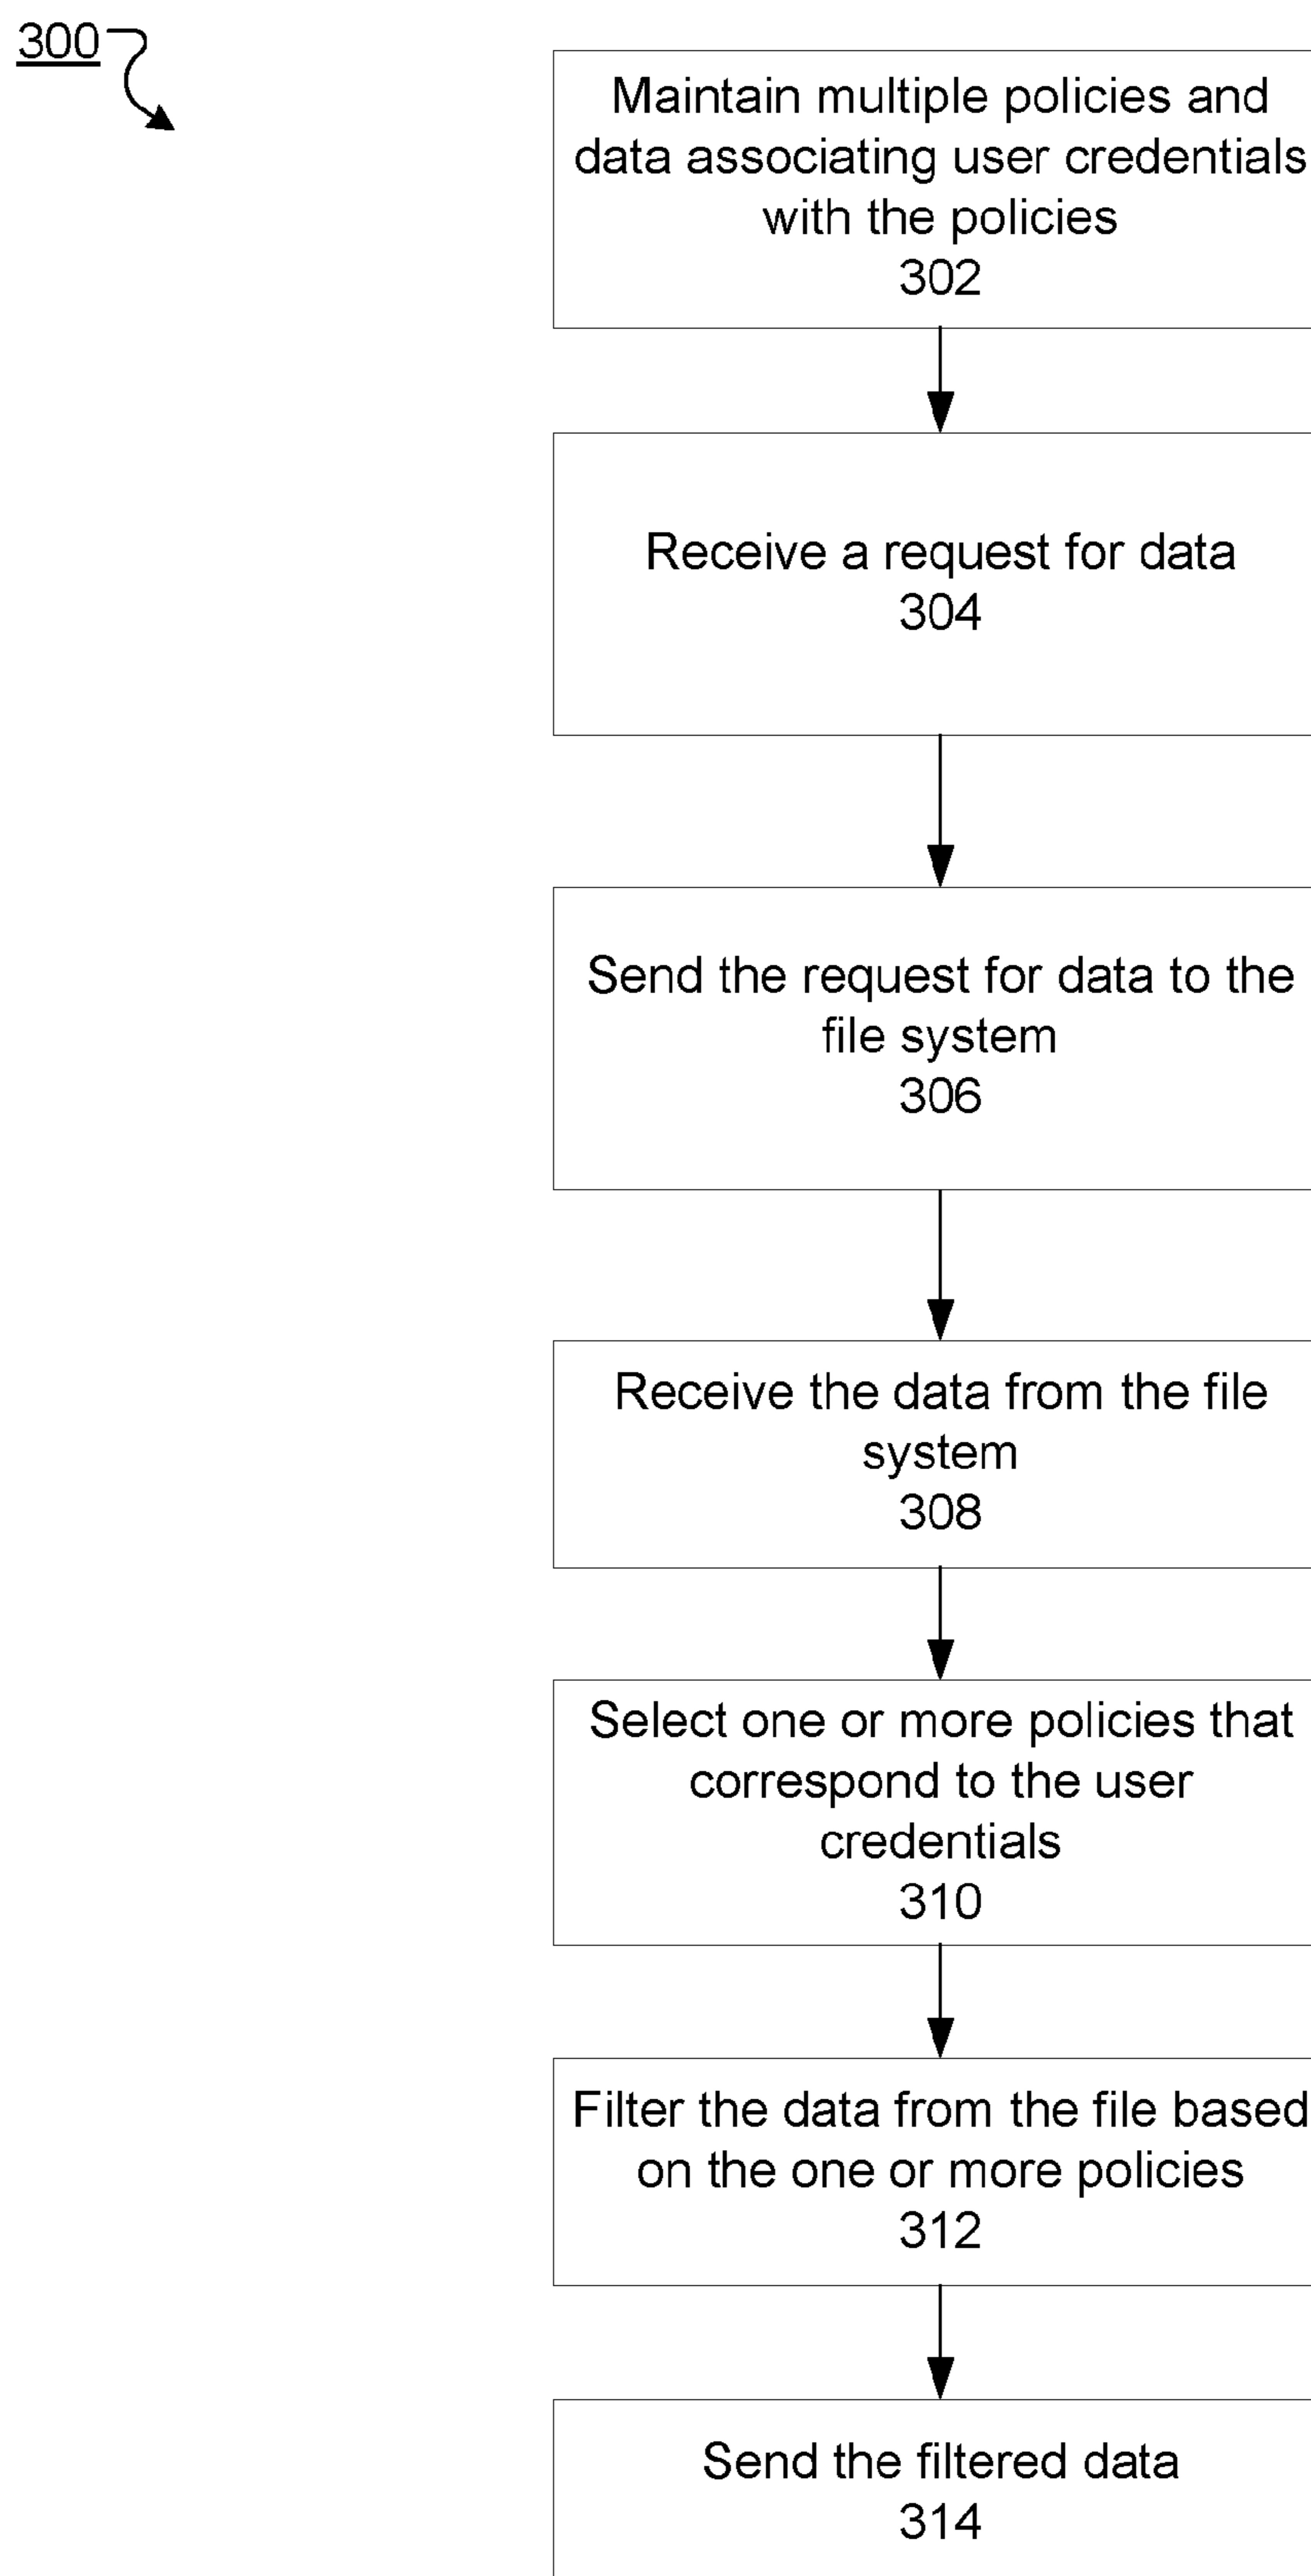 300
Maintain multiple policies and
data associating user credentials
with the policies
302
Receive a request for data
304
Send the request for data to the
file system
306
Receive the data from the file
system
308
Select one or more policies that
correspond to the user
credentials
310
Filter the data from the file based
on the one or more policies
312
Send the filtered data
314